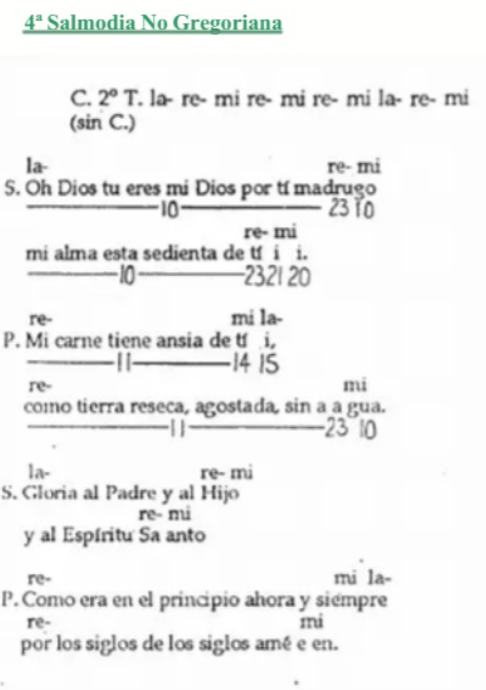 4ª Salmodia No Gregoriana
C. 2º T. la- re- mi re- mi re- mi la- re- mi
(sin C.)
la- re- mi
S. Oh Dios tu eres mi Dios por tí madrugo
10 23 10
re- mi
mi alma esta sedienta de tí i i.
10 2321 20
re- mi la-
P. Mi carne tiene ansia de tí i,
11 14 15
re- mi
como tierra reseca, agostada, sin a a gua.
11 23 10
la- re- mi
S. Gloria al Padre y al Hijo
re- mi
y al Espíritu Sa anto
re- mi la-
P. Como era en el principio ahora y siempre
re- mi
por los siglos de los siglos amé e en.